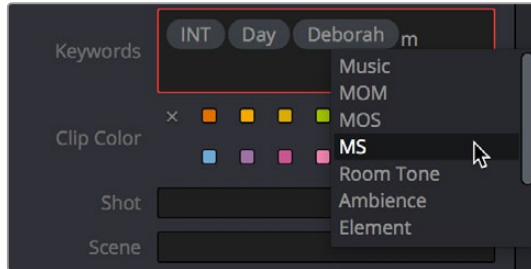 Keywords INT Day Deborah m
Music
MOM
MOS
MS
Room Tone
Ambience
Element
Clip Color
Shot
Scene